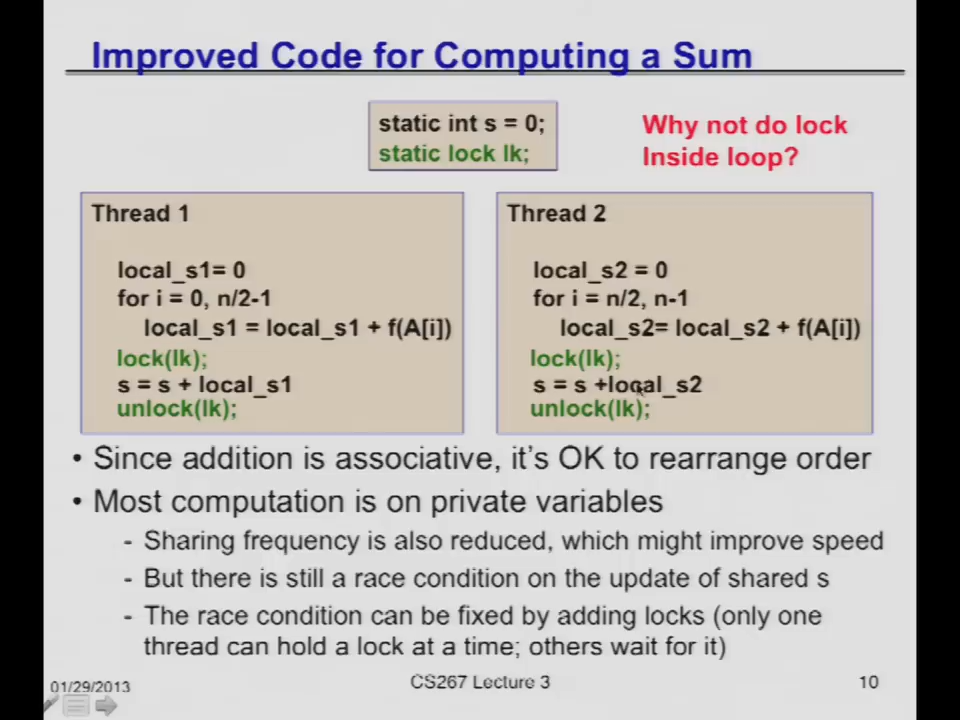 Improved Code for Computing a Sum
static int s = 0;
static lock lk;
Why not do lock
Inside loop?
Thread 1
local_s1= 0
for i = 0, n/2-1
local_s1 = local_s1 + f(A[i])
lock(lk);
s = s + local_s1
unlock(lk);
Thread 2
local_s2 = 0
for i = n/2, n-1
local_s2= local_s2 + f(A[i])
lock(lk);
s = s +local_s2
unlock(lk);
• Since addition is associative, it's OK to rearrange order
• Most computation is on private variables
- Sharing frequency is also reduced, which might improve speed
- But there is still a race condition on the update of shared s
- The race condition can be fixed by adding locks (only one
thread can hold a lock at a time; others wait for it)
01/29/2013
CS267 Lecture 3
10